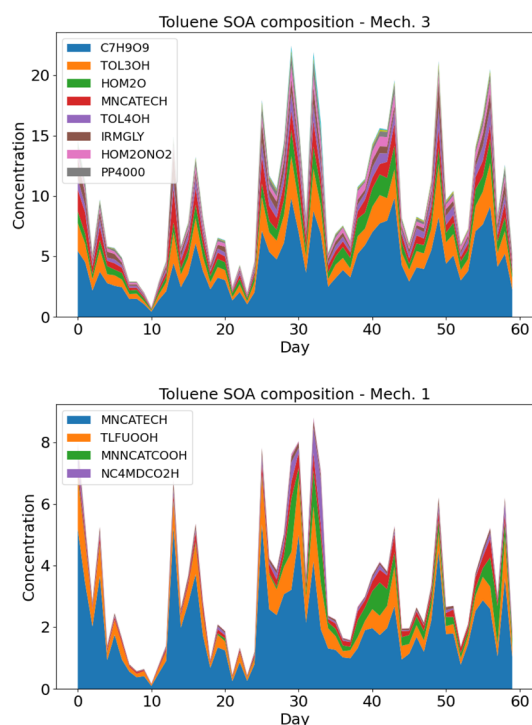 Toluene SOA composition - Mech. 3
C7H9O9
TOL3OH
HOM2O
MNCATECH
TOL4OH
IRMGLY
HOM2ONO2
PP4000
20
15
10
5
0
Concentration
0 10 20 30 40 50 60
Day
Toluene SOA composition - Mech. 1
MNCATECH
TLFUOOH
MNNCATCOOH
NC4MDCO2H
8
6
4
2
0
Concentration
0 10 20 30 40 50 60
Day